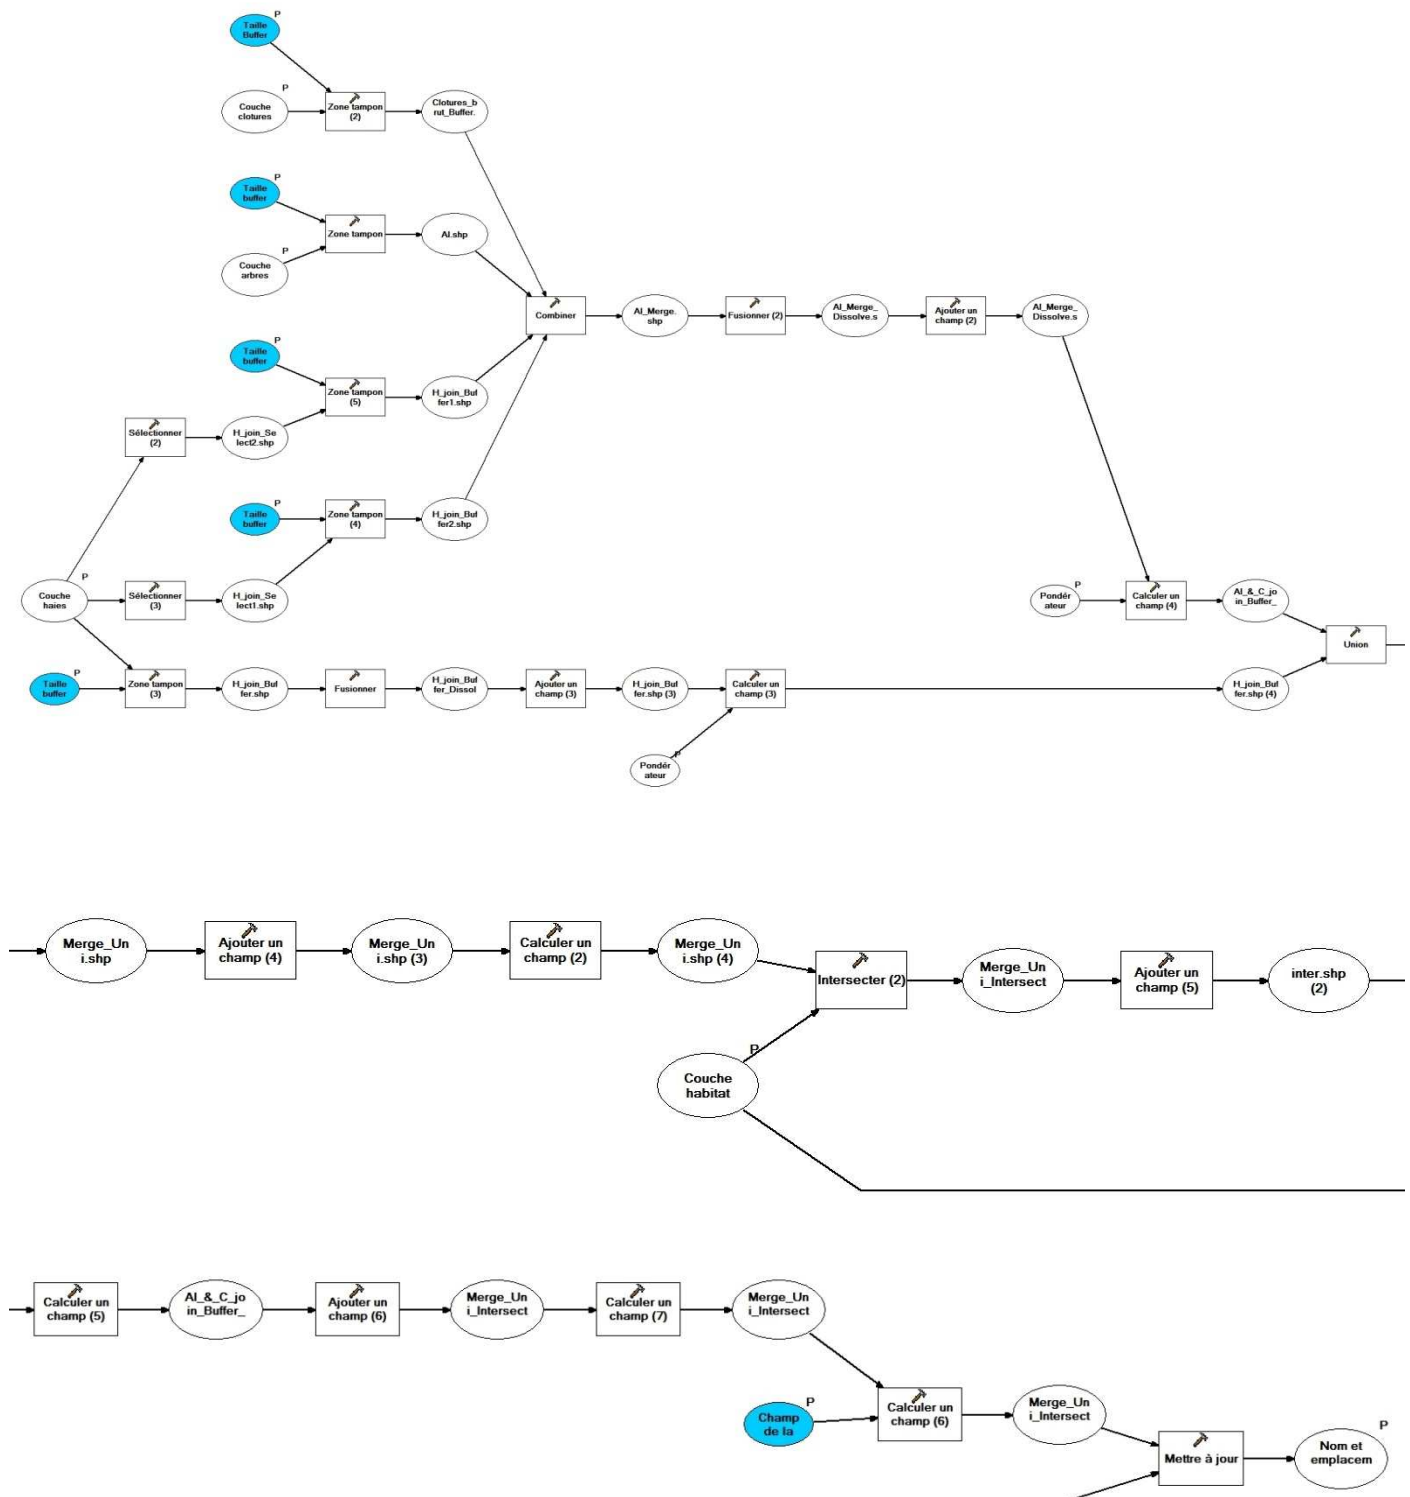 P
Taille
Buffer
P
Couche
clotures
Zone tampon
(2)
Clotures_b
rut_Buffer.
P
Taille
buffer
Zone tampon
AI.shp
P
Couche
arbres
Combiner
AI_Merge.
shp
Fusionner (2)
AI_Merge_
Dissolve.s
Ajouter un
champ (2)
AI_Merge_
Dissolve.s
P
Taille
buffer
Zone tampon
(5)
H_join_Buf
fer1.shp
Sélectionner
(2)
H_join_Se
lect2.shp
P
Taille
buffer
Zone tampon
(4)
H_join_Buf
fer2.shp
P
Couche
haies
Sélectionner
(3)
H_join_Se
lect1.shp
P
Pondér
ateur
Calculer un
champ (4)
AI_&_C_jo
in_Buffer_
Union
P
Taille
buffer
Zone tampon
(3)
H_join_Buf
fer.shp
Fusionner
H_join_Buf
fer_Dissol
Ajouter un
champ (3)
H_join_Buf
fer.shp (3)
Calculer un
champ (3)
H_join_Buf
fer.shp (4)
P
Pondér
ateur
Merge_Un
i.shp
Ajouter un
champ (4)
Merge_Un
i.shp (3)
Calculer un
champ (2)
Merge_Un
i.shp (4)
Intersecter (2)
Merge_Un
i_Intersect
Ajouter un
champ (5)
inter.shp
(2)
P
Couche
habitat
Calculer un
champ (5)
AI_&_C_jo
in_Buffer_
Ajouter un
champ (6)
Merge_Un
i_Intersect
Calculer un
champ (7)
Merge_Un
i_Intersect
P
Champ
de la
Calculer un
champ (6)
Merge_Un
i_Intersect
Mettre à jour
P
Nom et
emplacem